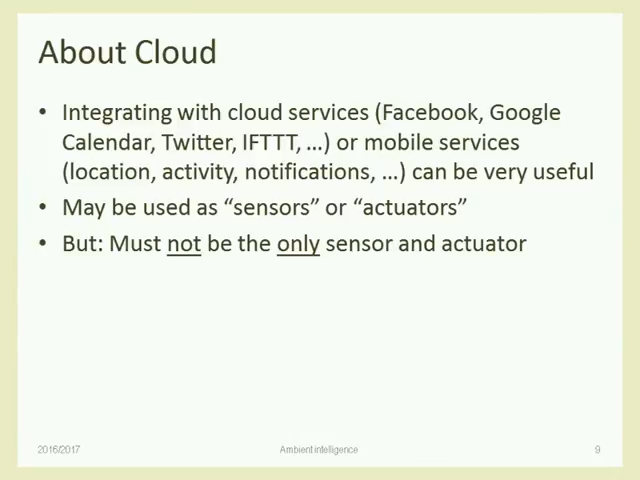 About Cloud
• Integrating with cloud services (Facebook, Google
Calendar, Twitter, IFTTT, …) or mobile services
(location, activity, notifications, …) can be very useful
• May be used as “sensors” or “actuators”
• But: Must not be the only sensor and actuator
2016/2017 Ambient intelligence 9